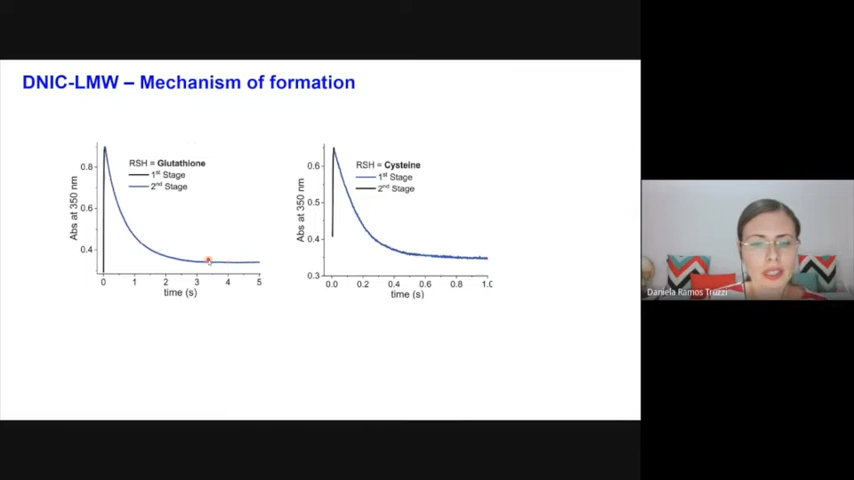 DNIC-LMW – Mechanism of formation
RSH = Glutathione
1st Stage
2nd Stage
Abs at 350 nm
0.8
0.6
0.4
0 1 2 3 4 5
time (s)
RSH = Cysteine
1st Stage
2nd Stage
Abs at 350 nm
0.6
0.5
0.4
0.3
0.0 0.2 0.4 0.6 0.8 1.0
time (s)
Daniela Ramos Truzzi